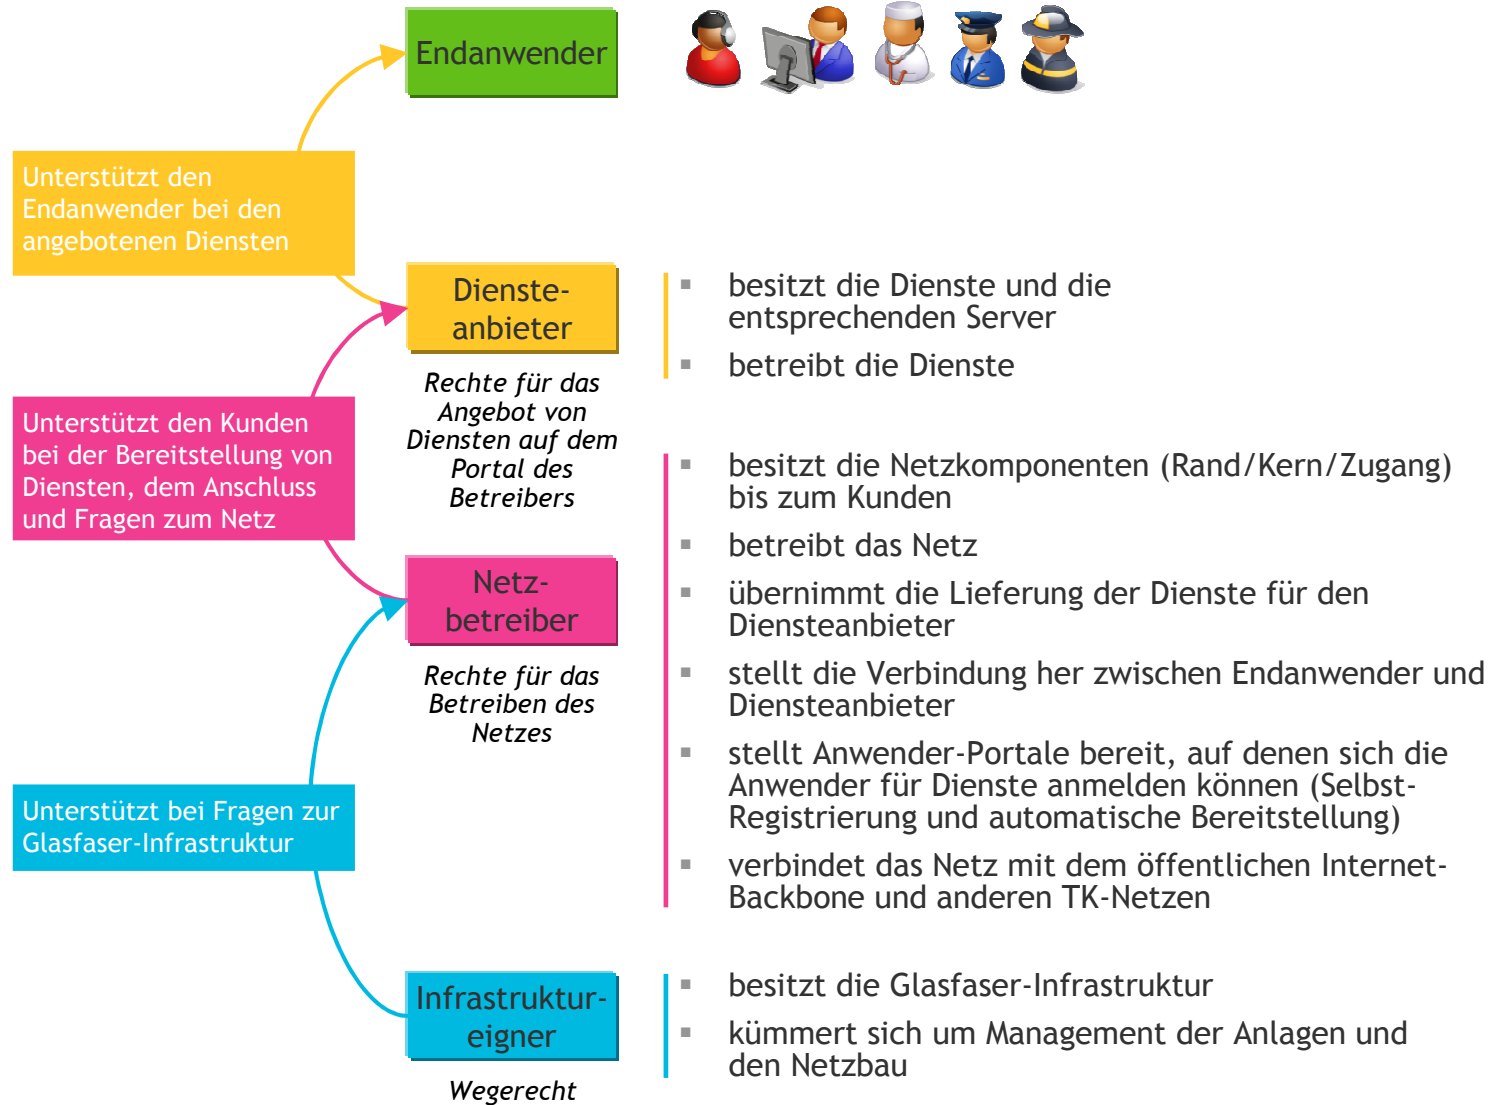 Endanwender
Unterstützt den
Endanwender bei den
angebotenen Diensten
Dienste-
anbieter
Rechte für das
Angebot von
Diensten auf dem
Portal des
Betreibers
▪ besitzt die Dienste und die
entsprechenden Server
▪ betreibt die Dienste
Unterstützt den Kunden
bei der Bereitstellung von
Diensten, dem Anschluss
und Fragen zum Netz
Netz-
betreiber
Rechte für das
Betreiben des
Netzes
▪ besitzt die Netzkomponenten (Rand/Kern/Zugang)
bis zum Kunden
▪ betreibt das Netz
▪ übernimmt die Lieferung der Dienste für den
Diensteanbieter
▪ stellt die Verbindung her zwischen Endanwender und
Diensteanbieter
▪ stellt Anwender-Portale bereit, auf denen sich die
Anwender für Dienste anmelden können (Selbst-
Registrierung und automatische Bereitstellung)
▪ verbindet das Netz mit dem öffentlichen Internet-
Backbone und anderen TK-Netzen
Unterstützt bei Fragen zur
Glasfaser-Infrastruktur
Infrastruktur-
eigner
Wegerecht
▪ besitzt die Glasfaser-Infrastruktur
▪ kümmert sich um Management der Anlagen und
den Netzbau